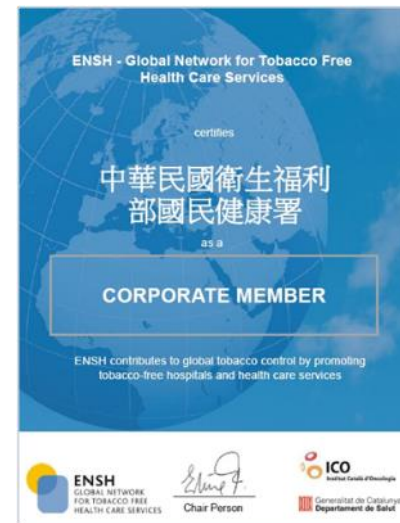 ENSH - Global Network for Tobacco Free
Health Care Services
certifies
中華民國衛生福利
部國民健康署
as a
CORPORATE MEMBER
ENSH contributes to global tobacco control by promoting
tobacco-free hospitals and health care services
ENSH
GLOBAL NETWORK
FOR TOBACCO FREE
HEALTH CARE SERVICES
Chair Person
ICO
Institut Català d'Oncologia
Generalitat de Catalunya
Departament de Salut